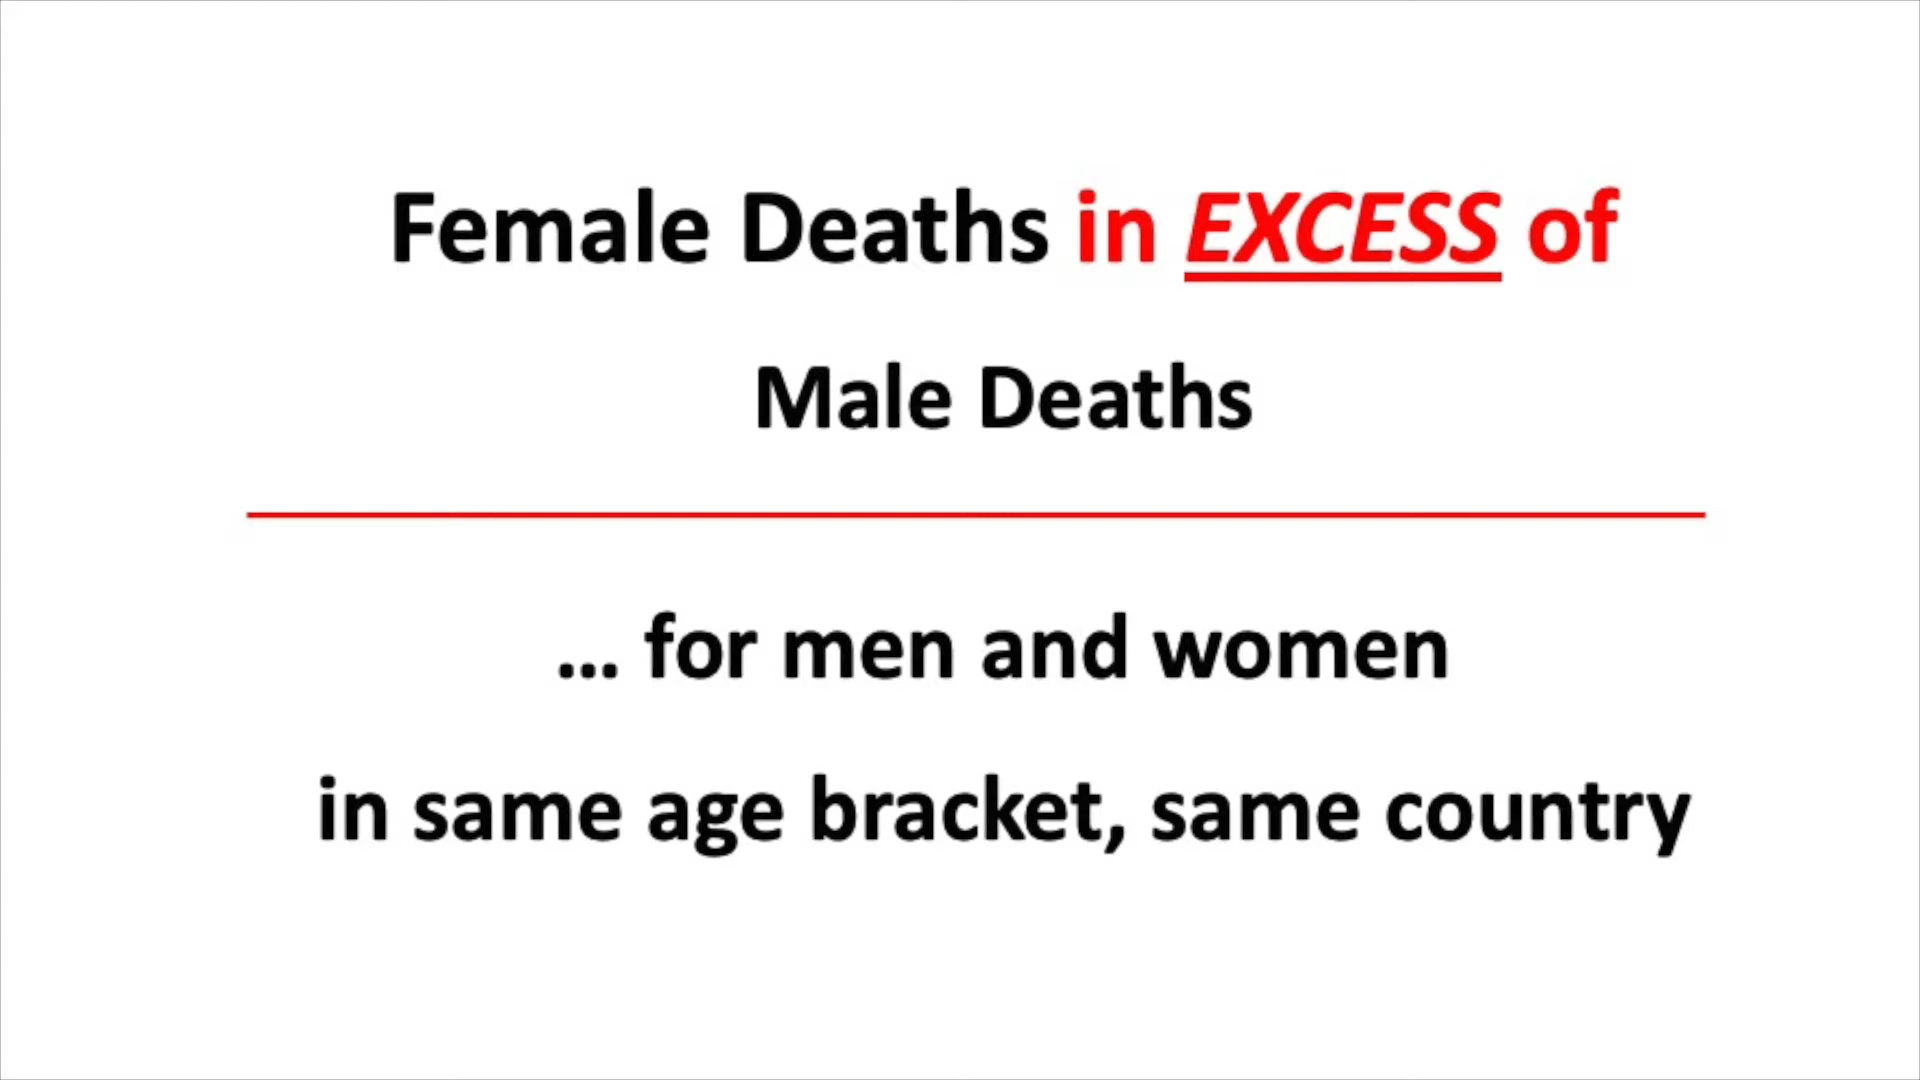 Female Deaths in EXCESS of
Male Deaths
... for men and women
in same age bracket, same country